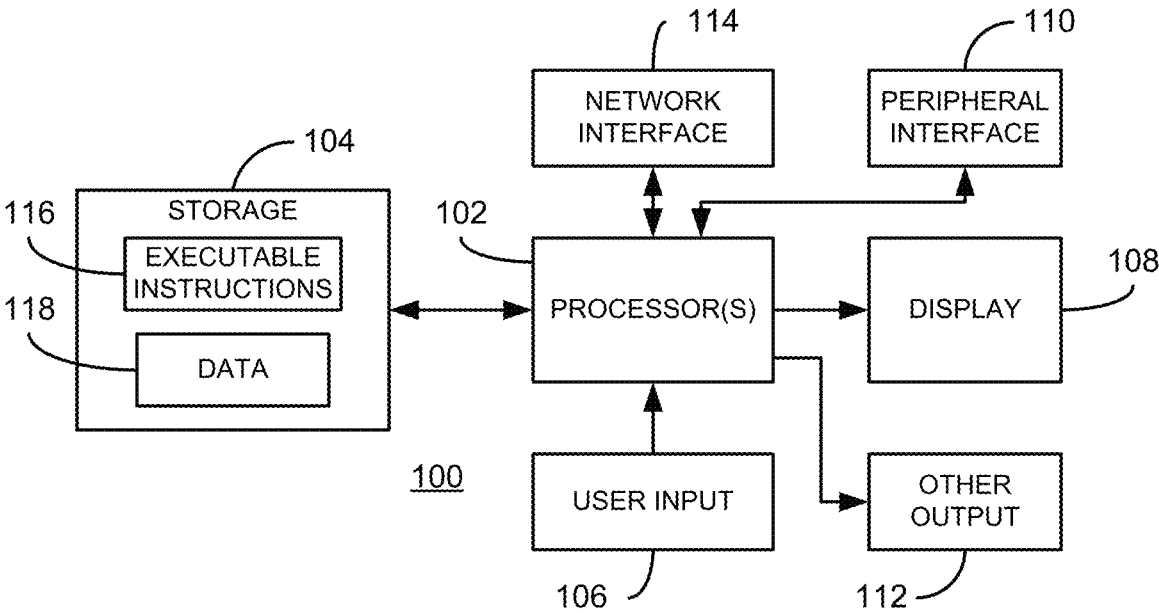 114
110
NETWORK
INTERFACE
PERIPHERAL
INTERFACE
104
STORAGE
116
EXECUTABLE
INSTRUCTIONS
102
PROCESSOR(S)
DISPLAY
108
118
DATA
100
USER INPUT
OTHER
OUTPUT
106
112